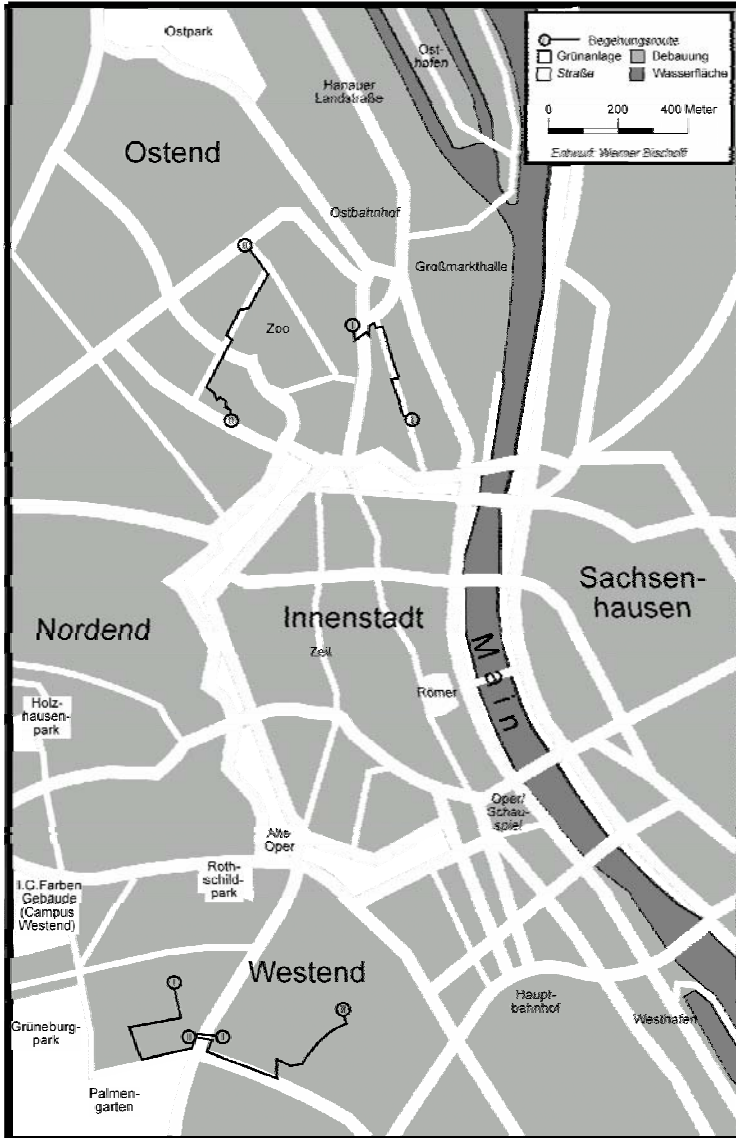 Ostpark
Ost-
häfen
Hanauer
Landstraße
Begehungsroute
Grünanlage
Bebauung
Straße
Wasserfläche
0
200
400 Meter
Entwurf: Werner Bischoff
Ostend
Ostbahnhof
Großmarkthalle
Zoo
Sachsen-
hausen
Innenstadt
Nordend
Zeil
Main
Römer
Holz-
hausen-
park
Oper/
Schau-
spiel
Alte
Oper
Roth-
schild-
park
I.G.Farben
Gebäude
(Campus
Westend)
Westend
Haupt-
bahnhof
Westhafen
Grüneburg-
park
Palmen-
garten